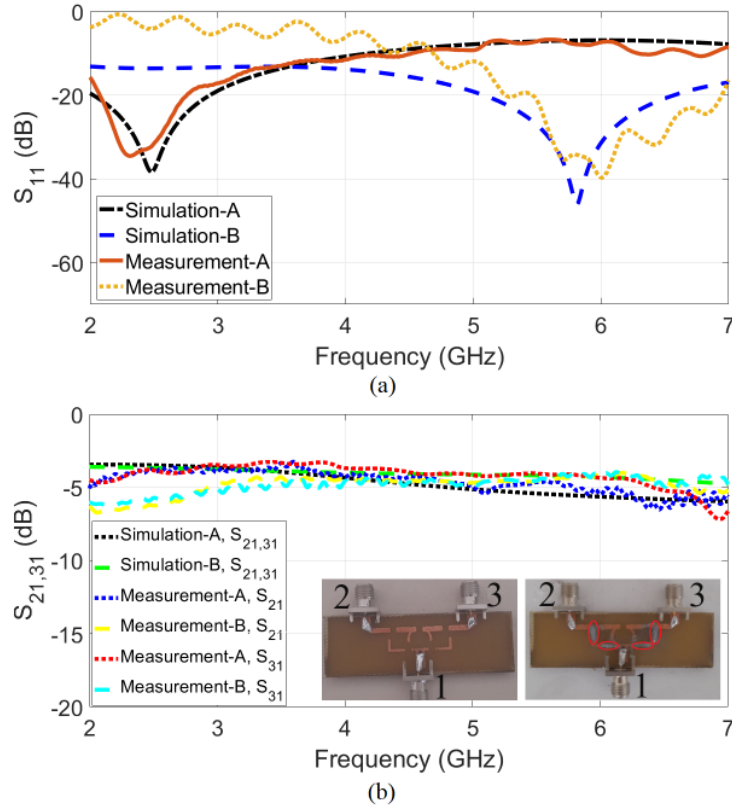 0
-20
-40
-60
S11 (dB)
Simulation-A
Simulation-B
Measurement-A
Measurement-B
2 3 4 5 6 7
Frequency (GHz)
(a)
0
-5
-10
-15
-20
S21,31 (dB)
Simulation-A, S21,31
Simulation-B, S21,31
Measurement-A, S21
Measurement-B, S21
Measurement-A, S31
Measurement-B, S31
2 3 2 3
1 1
2 3 4 5 6 7
Frequency (GHz)
(b)